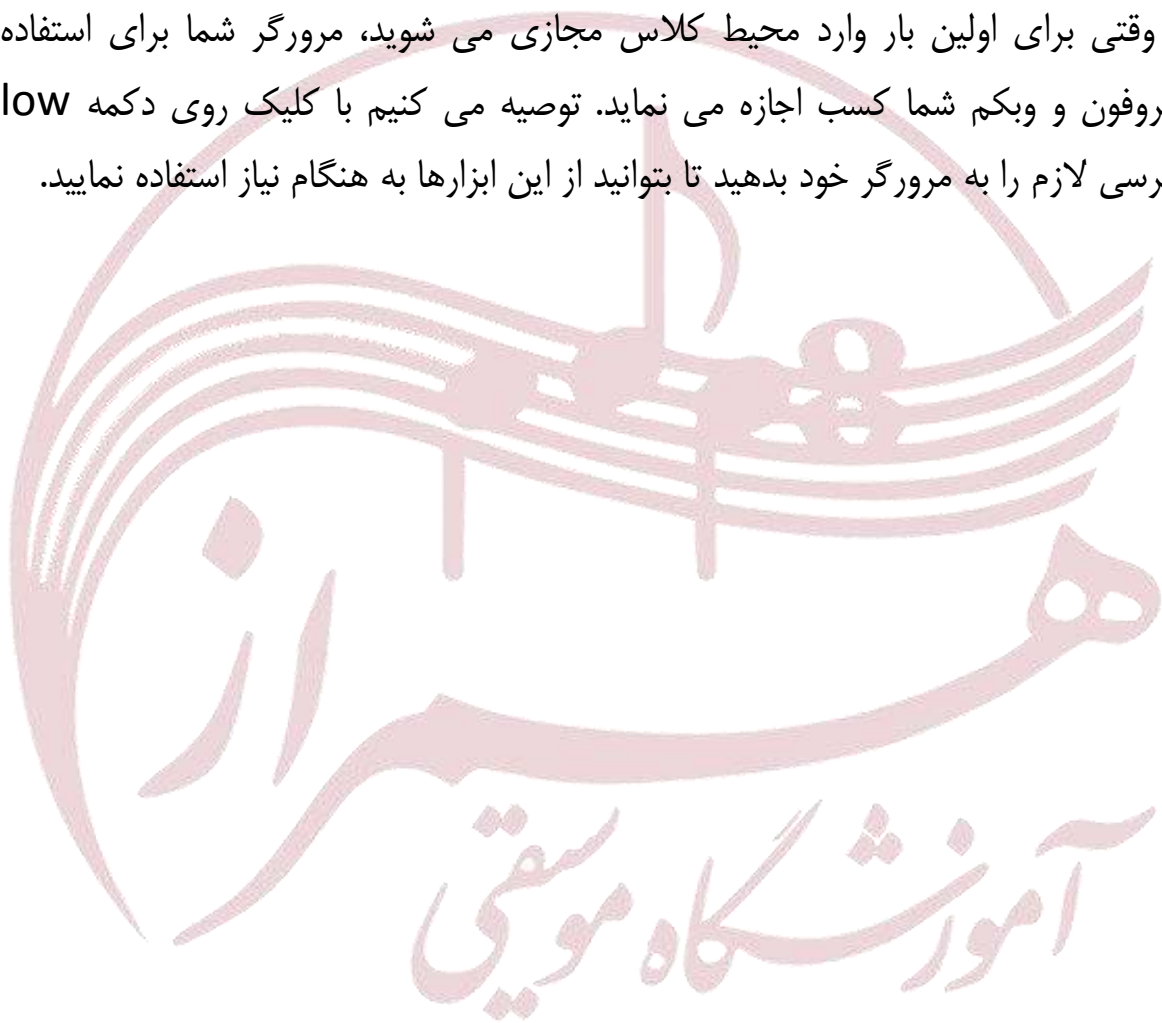 وقتی برای اولین بار وارد محیط کلاس مجازی می شوید، مرورگر شما برای استفاده
روفون و وبکم شما کسب اجازه می نماید. توصیه می کنیم با کلیک روی دکمه low
رسی لازم را به مرورگر خود بدهید تا بتوانید از این ابزارها به هنگام نیاز استفاده نمایید.
همراز
آموزشگاه موسیقی